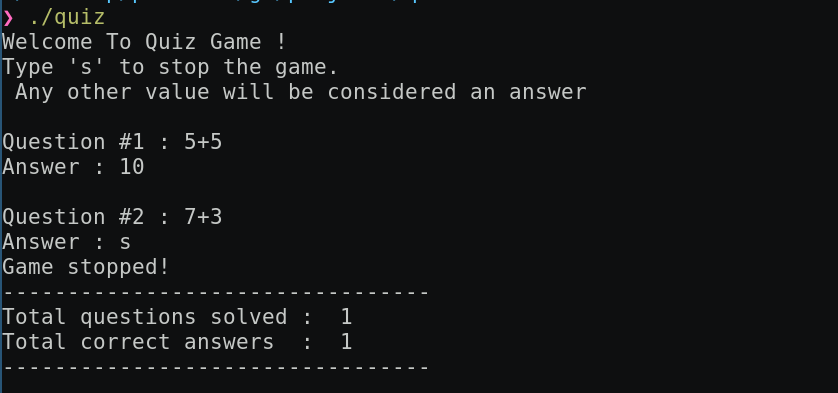 ❯ ./quiz
Welcome To Quiz Game !
Type 's' to stop the game.
 Any other value will be considered an answer
Question #1 : 5+5
Answer : 10
Question #2 : 7+3
Answer : s
Game stopped!
---------------------------------
Total questions solved :  1
Total correct answers  :  1
---------------------------------